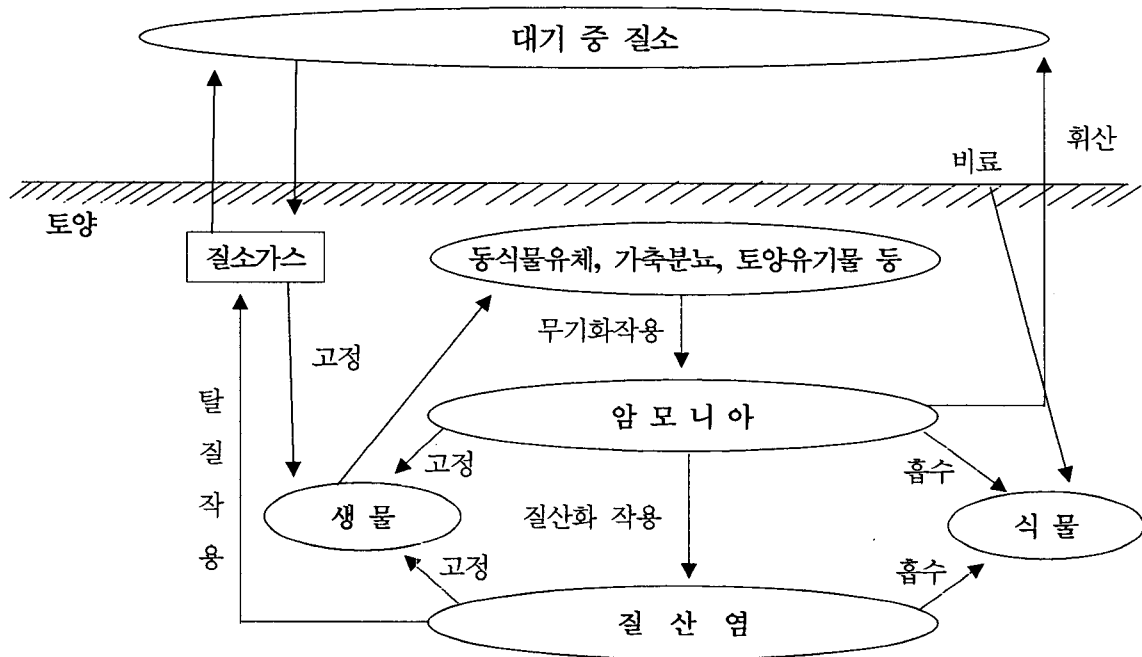 대기 중 질소
휘산
비료
토양
질소가스
동식물유체, 가축분뇨, 토양유기물 등
무기화작용
고정
탈질작용
암모니아
고정
흡수
생물
질산화 작용
식물
고정
흡수
질산염